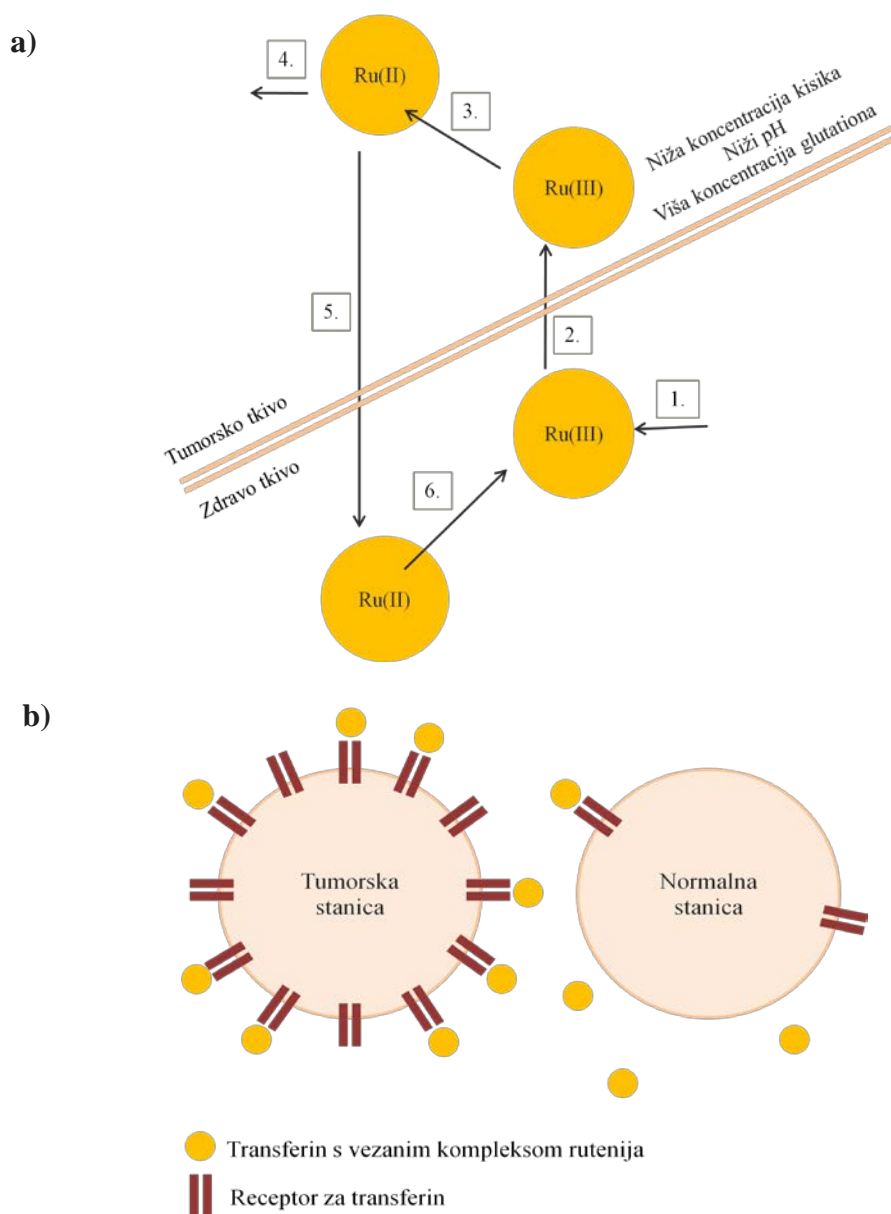 a)
4.
Ru(II)
3.
Niža koncentracija kisika
Niži pH
Viša koncentracija glutationa
Ru(III)
5.
2.
1.
Ru(III)
Tumorsko tkivo
Zdravo tkivo
6.
Ru(II)
b)
Tumorska
stanica
Normalna
stanica
Transferin s vezanim kompleksom rutenija
Receptor za transferin